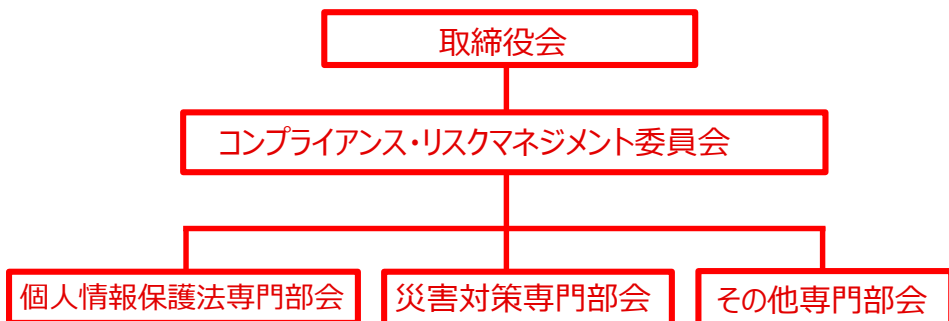 取締役会
コンプライアンス・リスクマネジメント委員会
個人情報保護法専門部会
災害対策専門部会
その他専門部会